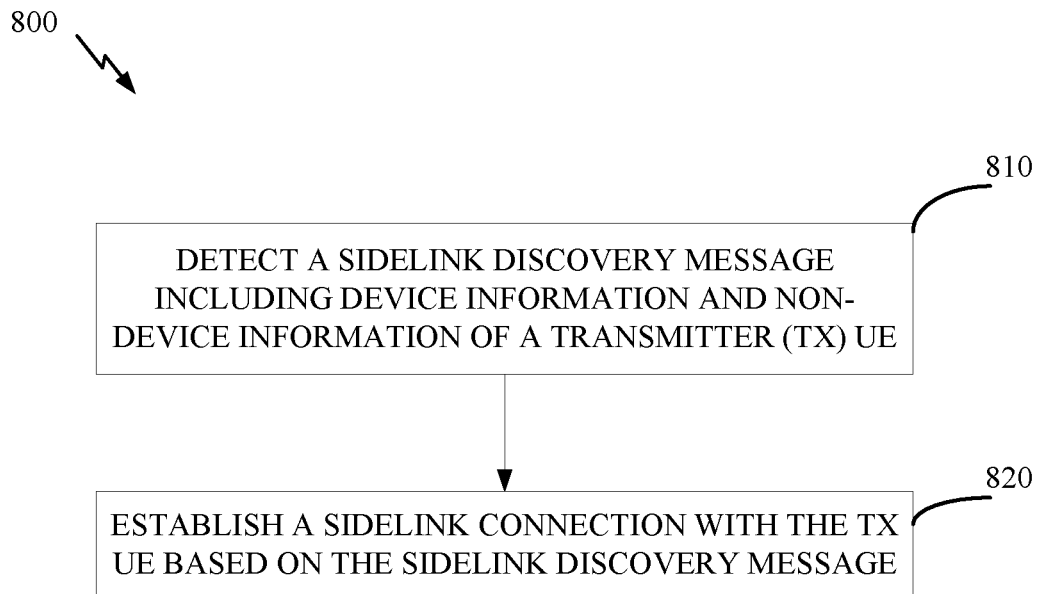 800
810
DETECT A SIDELINK DISCOVERY MESSAGE
INCLUDING DEVICE INFORMATION AND NON-
DEVICE INFORMATION OF A TRANSMITTER (TX) UE
820
ESTABLISH A SIDELINK CONNECTION WITH THE TX
UE BASED ON THE SIDELINK DISCOVERY MESSAGE